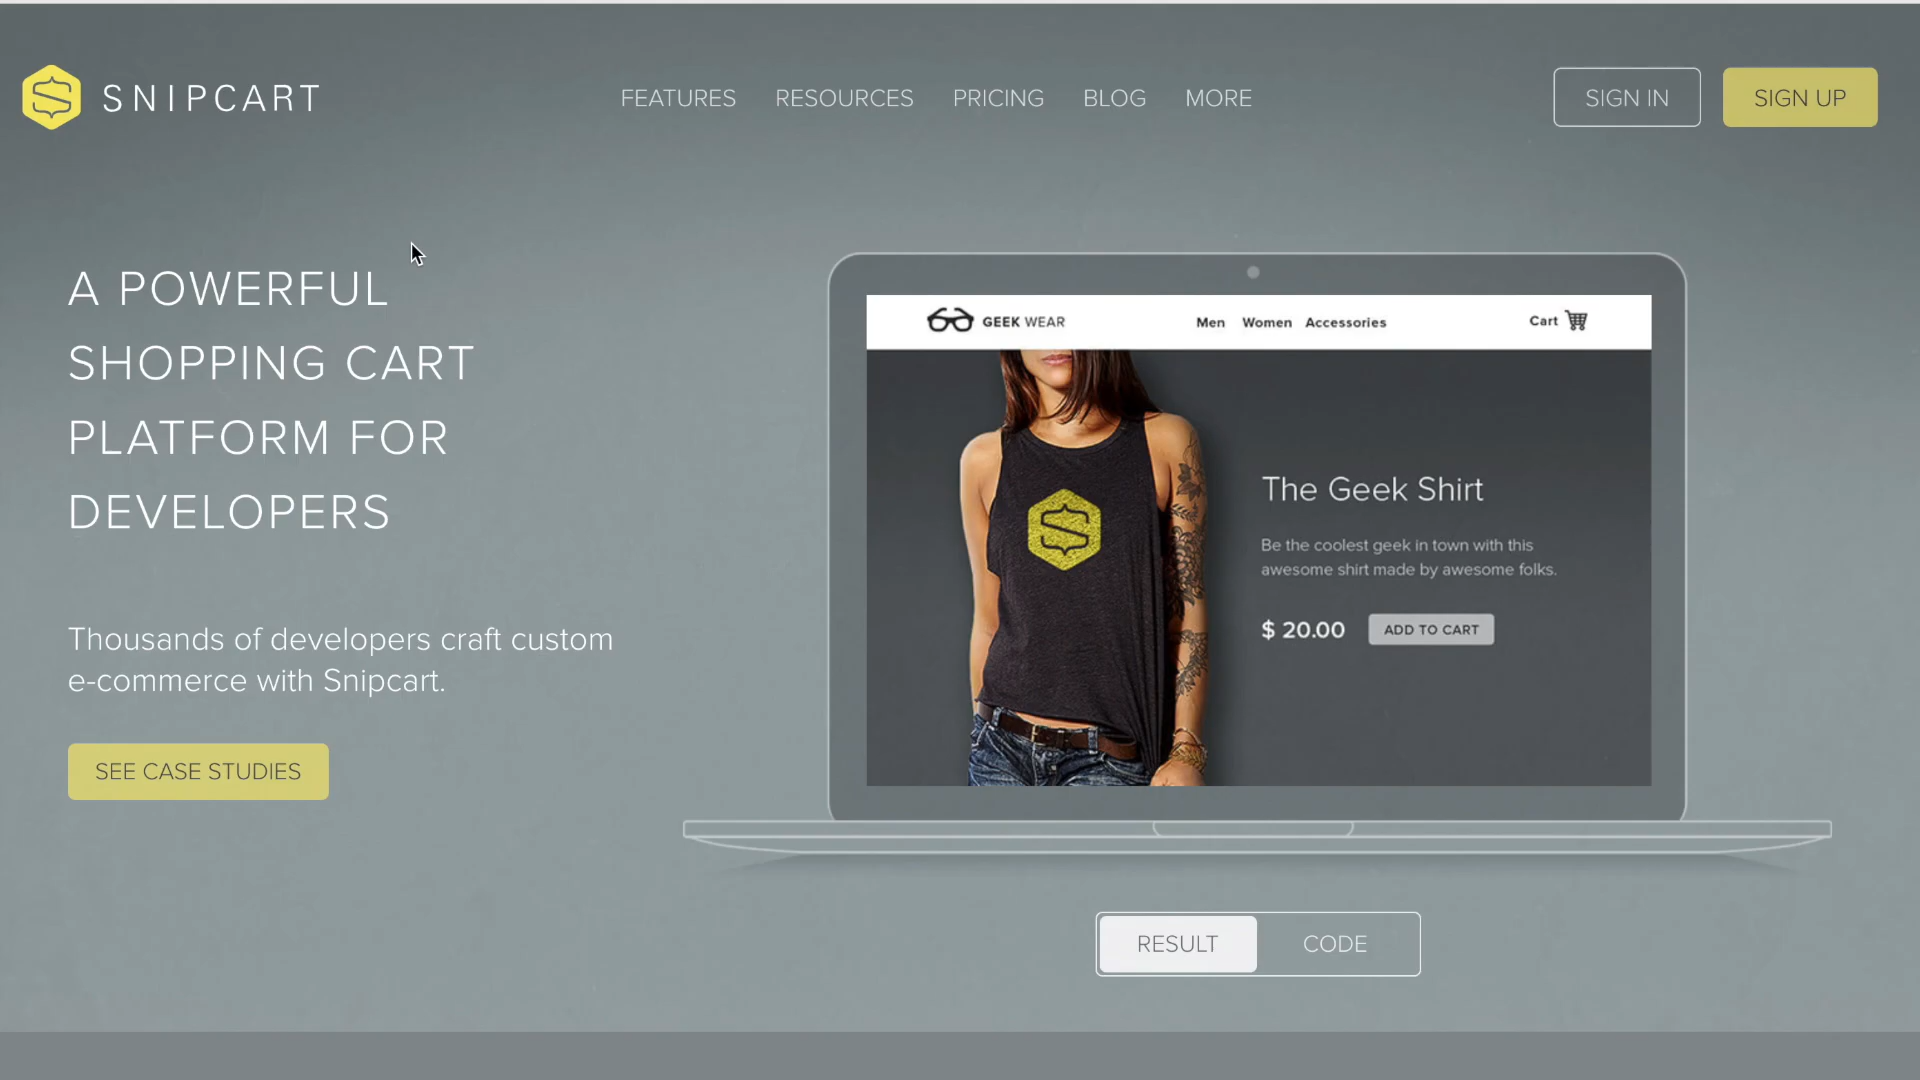 SNIPCART
FEATURES RESOURCES PRICING BLOG MORE
SIGN IN SIGN UP
A POWERFUL
SHOPPING CART
PLATFORM FOR
DEVELOPERS
Thousands of developers craft custom
e-commerce with Snipcart.
SEE CASE STUDIES
GEEK WEAR Men Women Accessories Cart
The Geek Shirt
Be the coolest geek in town with this
awesome shirt made by awesome folks.
$ 20.00 ADD TO CART
RESULT CODE